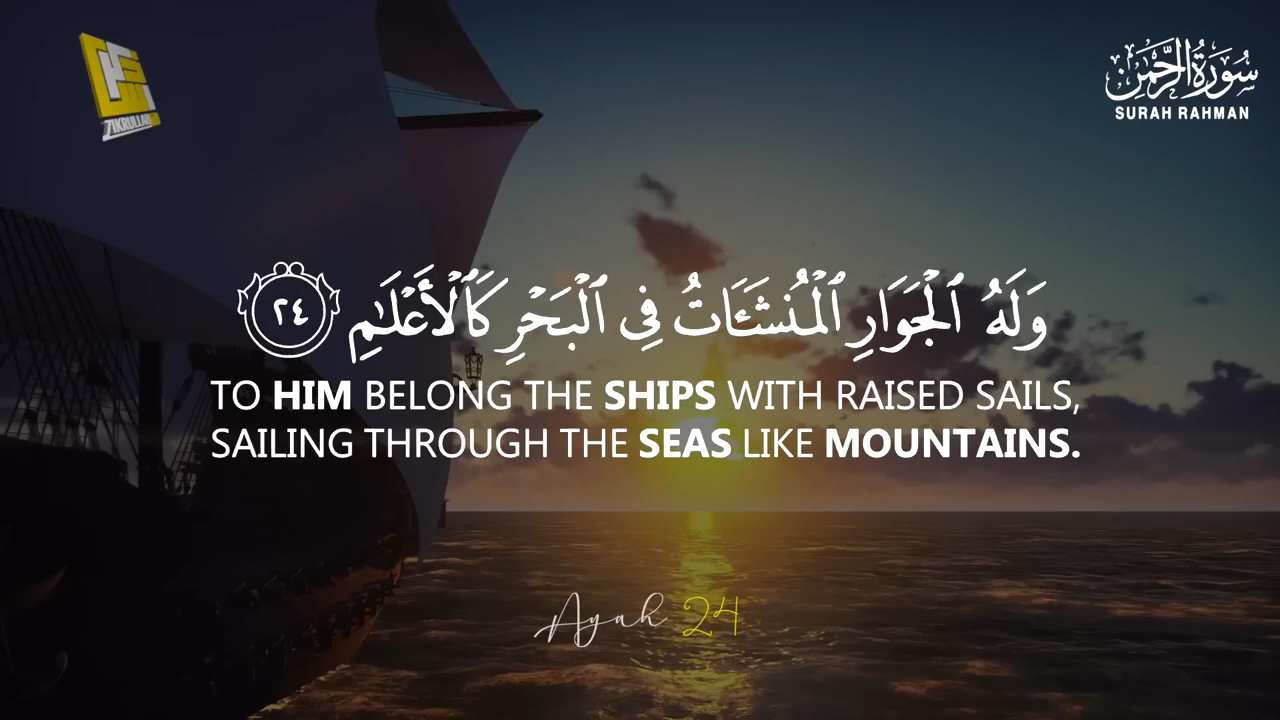 ZIKRULLAH
سُورَةُ الرَّحْمٰن
SURAH RAHMAN
وَلَهُ ٱلْجَوَارِ ٱلْمُنشَـَٔاتُ فِى ٱلْبَحْرِ كَٱلْأَعْلَـٰمِ ٢٤
TO HIM BELONG THE SHIPS WITH RAISED SAILS,
SAILING THROUGH THE SEAS LIKE MOUNTAINS.
Ayah 24